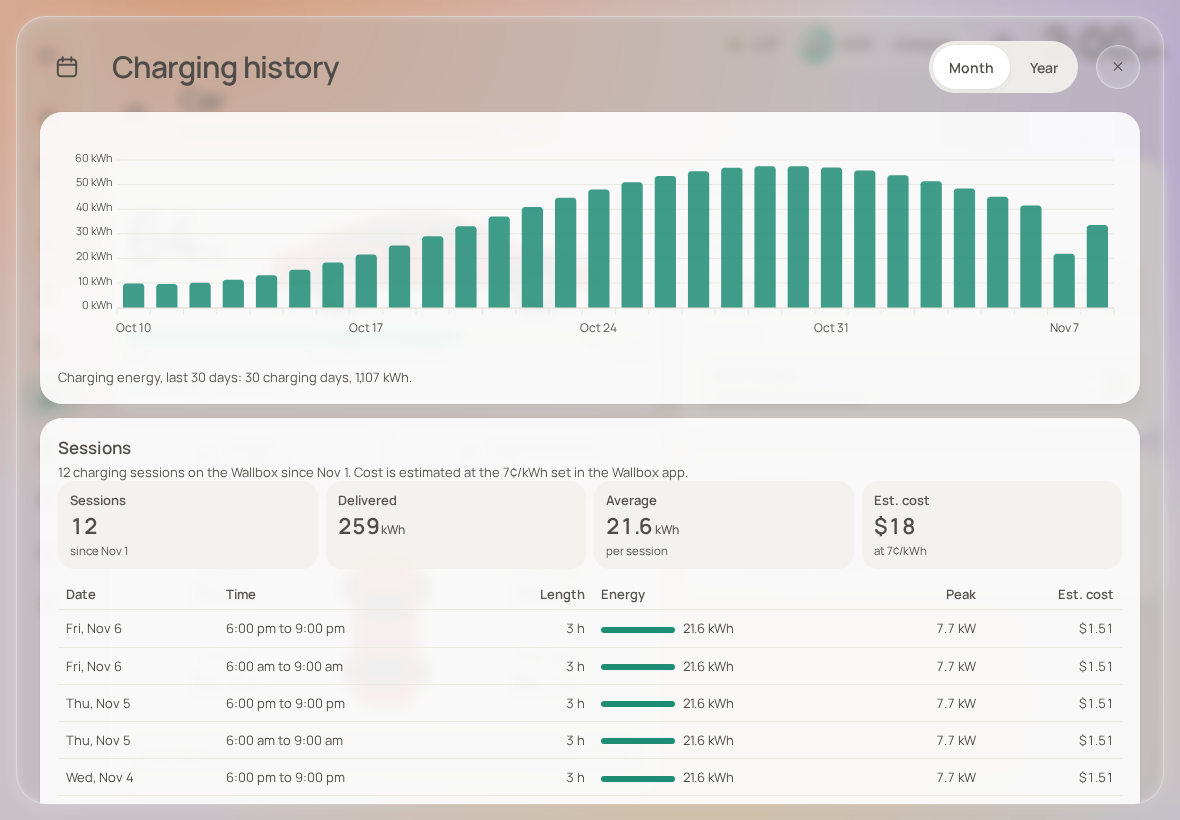 Charging history
Month
Year
60 kWh
50 kWh
40 kWh
30 kWh
20 kWh
10 kWh
0 kWh
Oct 10
Oct 17
Oct 24
Oct 31
Nov 7
Charging energy, last 30 days: 30 charging days, 1,107 kWh.
Sessions
12 charging sessions on the Wallbox since Nov 1. Cost is estimated at the 7¢/kWh set in the Wallbox app.
Sessions
12
since Nov 1
Delivered
259 kWh
Average
21.6 kWh
per session
Est. cost
$18
at 7¢/kWh
Date Time Length Energy Peak Est. cost
Fri, Nov 6 6:00 pm to 9:00 pm 3 h 21.6 kWh 7.7 kW $1.51
Fri, Nov 6 6:00 am to 9:00 am 3 h 21.6 kWh 7.7 kW $1.51
Thu, Nov 5 6:00 pm to 9:00 pm 3 h 21.6 kWh 7.7 kW $1.51
Thu, Nov 5 6:00 am to 9:00 am 3 h 21.6 kWh 7.7 kW $1.51
Wed, Nov 4 6:00 pm to 9:00 pm 3 h 21.6 kWh 7.7 kW $1.51